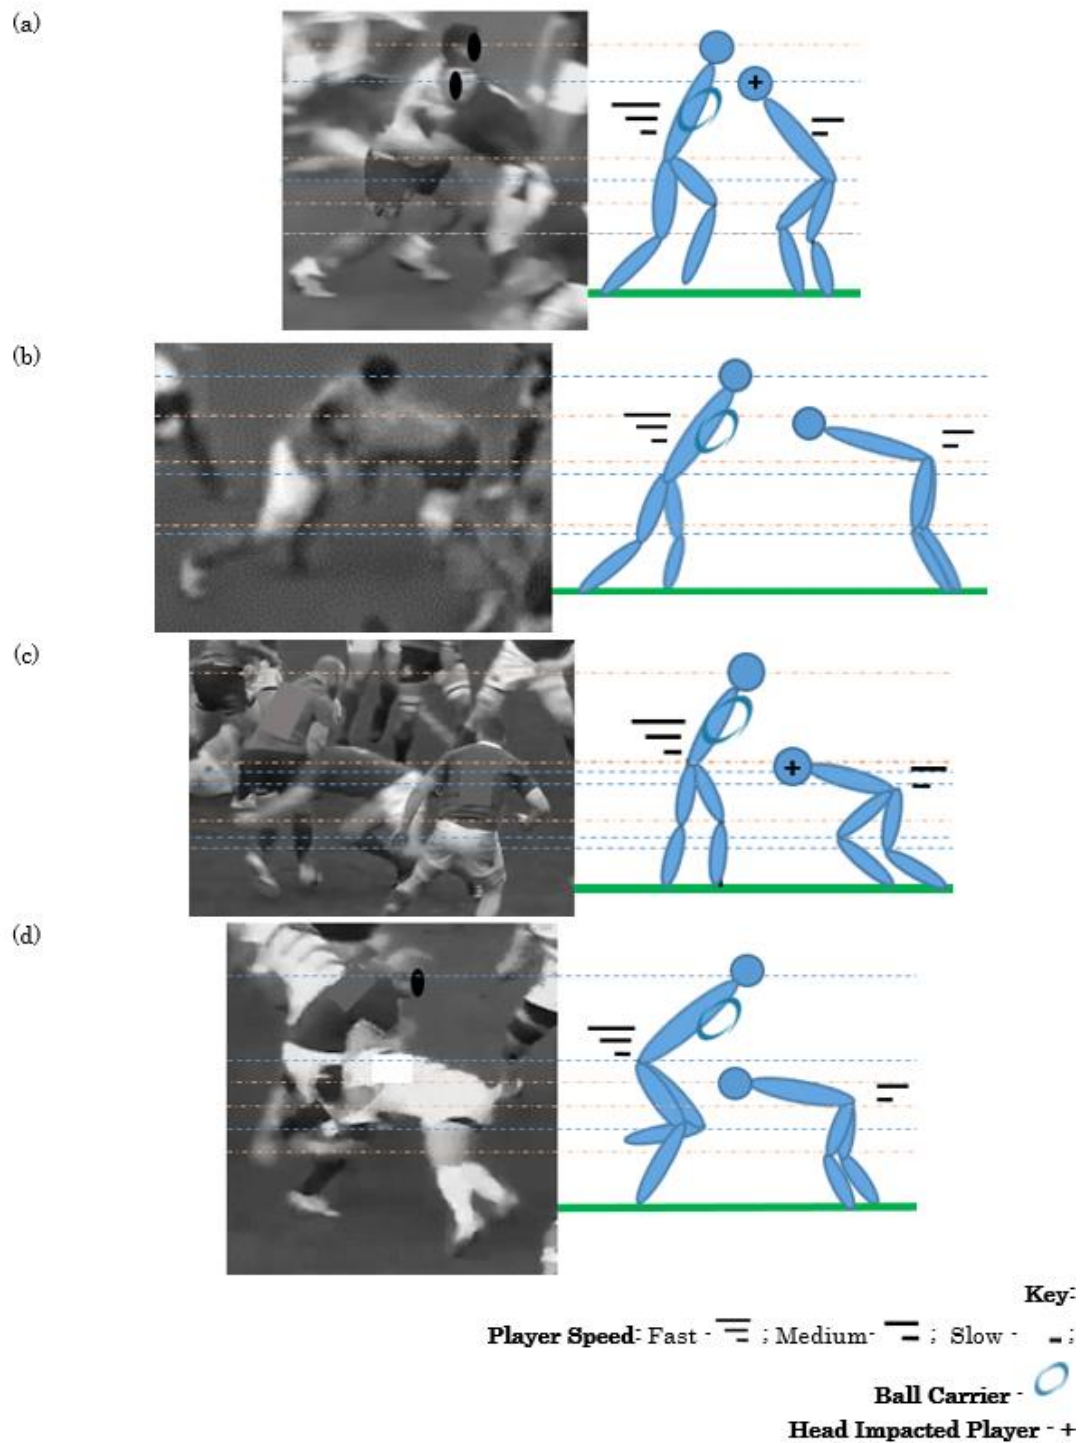 (a)
(b)
(c)
(d)
Key:
Player Speed: Fast - ; Medium- ; Slow - ;
Ball Carrier -
Head Impacted Player - +